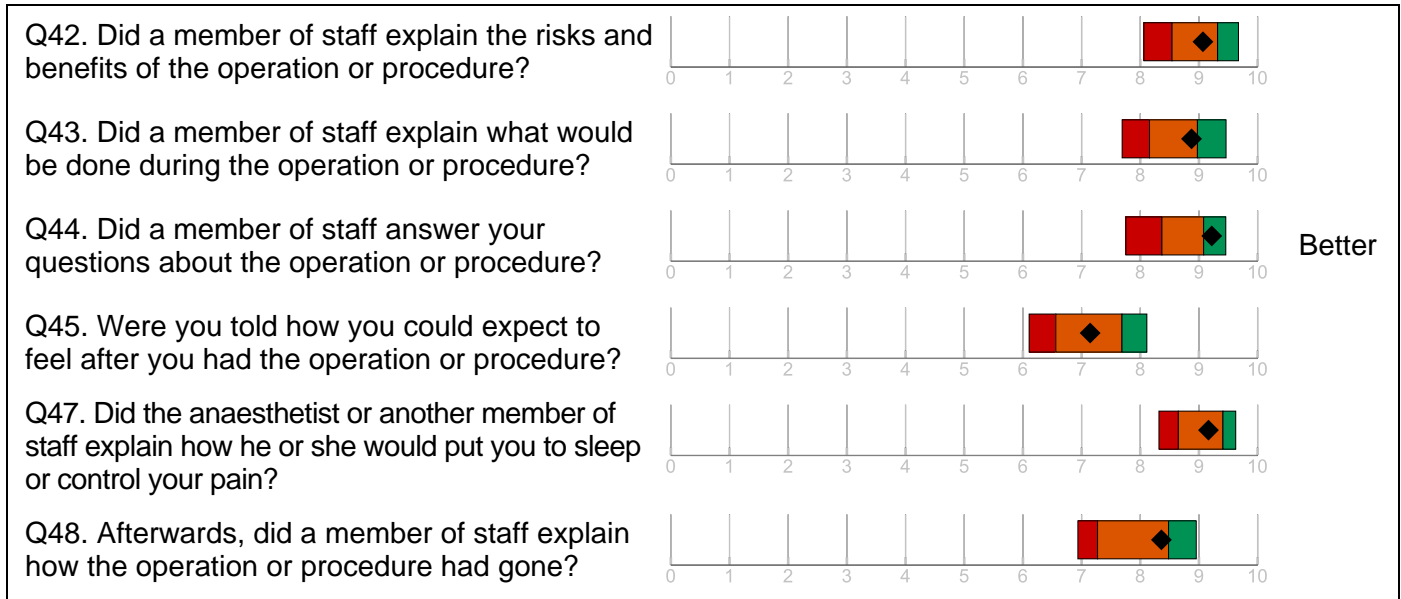 Q42. Did a member of staff explain the risks and
benefits of the operation or procedure?
0 1 2 3 4 5 6 7 8 9 10
Q43. Did a member of staff explain what would
be done during the operation or procedure?
0 1 2 3 4 5 6 7 8 9 10
Q44. Did a member of staff answer your
questions about the operation or procedure?
Better
0 1 2 3 4 5 6 7 8 9 10
Q45. Were you told how you could expect to
feel after you had the operation or procedure?
0 1 2 3 4 5 6 7 8 9 10
Q47. Did the anaesthetist or another member of
staff explain how he or she would put you to sleep
or control your pain?
0 1 2 3 4 5 6 7 8 9 10
Q48. Afterwards, did a member of staff explain
how the operation or procedure had gone?
0 1 2 3 4 5 6 7 8 9 10